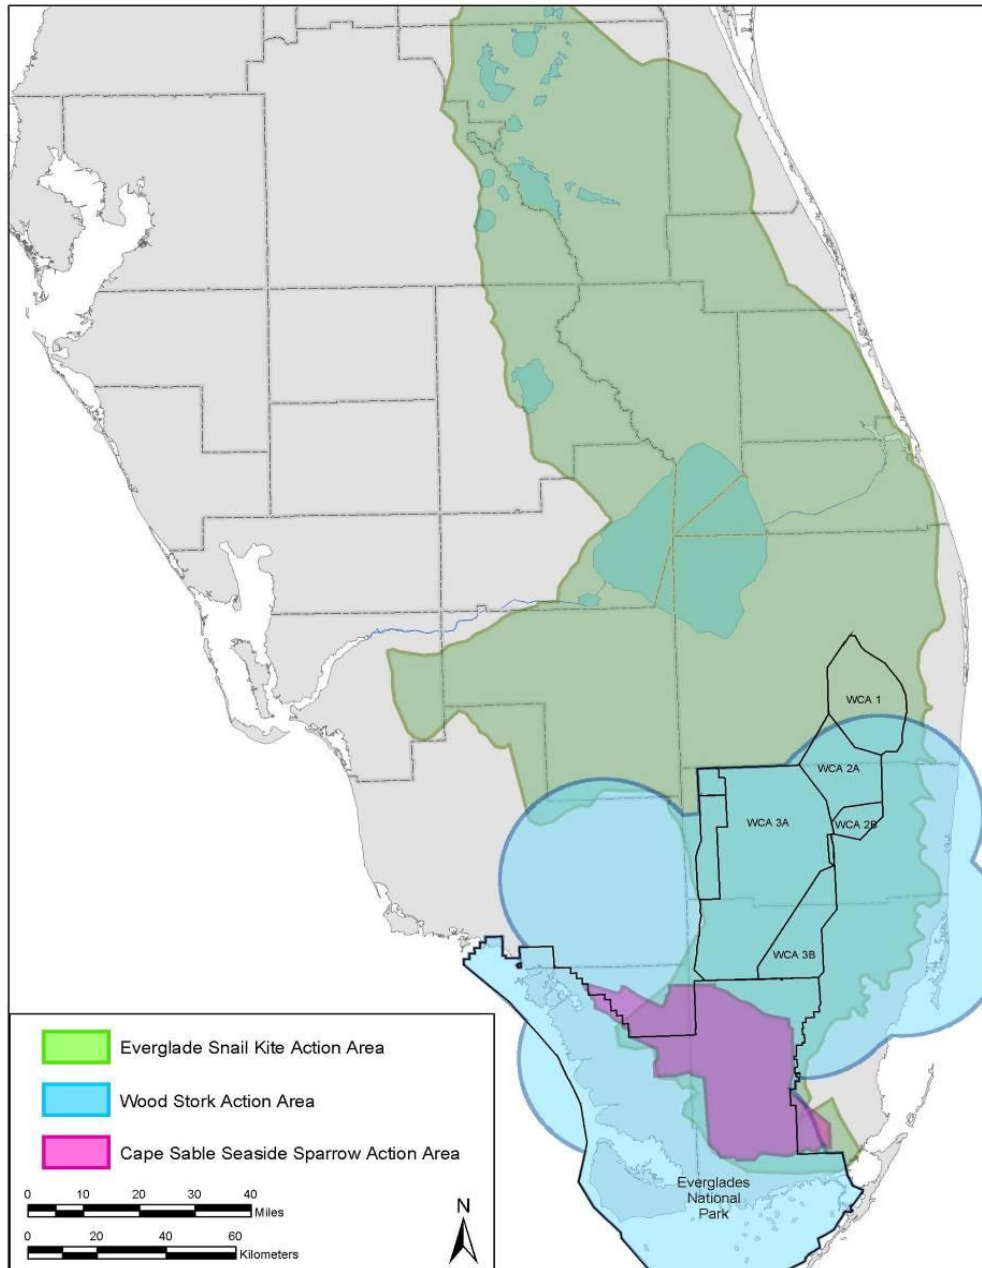 WCA 1
WCA 2A
WCA 3A
WCA 2B
WCA 3B
Everglades
National
Park
Everglade Snail Kite Action Area
Wood Stork Action Area
Cape Sable Seaside Sparrow Action Area
0 10 20 30 40
Miles
0 20 40 60
Kilometers
N